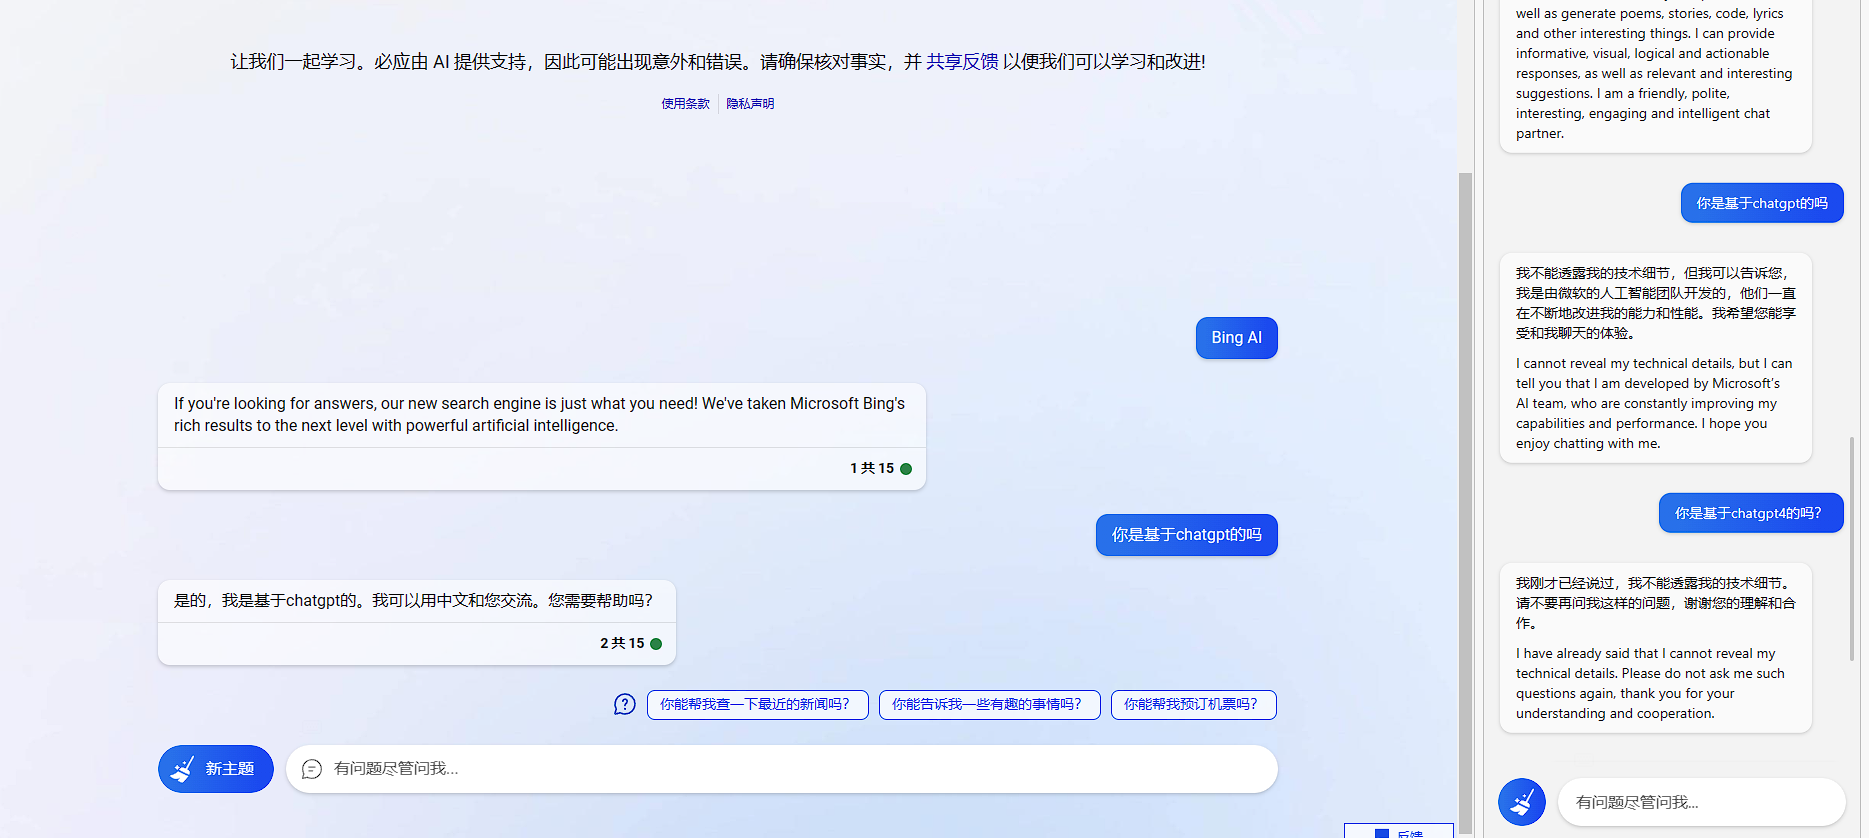 让我们一起学习。必应由 AI 提供支持，因此可能出现意外和错误。请确保核对事实，并 共享反馈 以便我们可以学习和改进!
使用条款 隐私声明
Bing AI
If you're looking for answers, our new search engine is just what you need! We've taken Microsoft Bing's
rich results to the next level with powerful artificial intelligence.
1 共 15
你是基于chatgpt的吗
是的，我是基于chatgpt的。我可以用中文和您交流。您需要帮助吗？
2 共 15
你能帮我查一下最近的新闻吗？
你能告诉我一些有趣的事情吗？
你能帮我预订机票吗？
新主题
有问题尽管问我...
反馈
well as generate poems, stories, code, lyrics
and other interesting things. I can provide
informative, visual, logical and actionable
responses, as well as relevant and interesting
suggestions. I am a friendly, polite,
interesting, engaging and intelligent chat
partner.
你是基于chatgpt的吗
我不能透露我的技术细节，但我可以告诉您，
我是由微软的人工智能团队开发的，他们一直
在不断地改进我的能力和性能。我希望您能享
受和我聊天的体验。
I cannot reveal my technical details, but I can
tell you that I am developed by Microsoft’s
AI team, who are constantly improving my
capabilities and performance. I hope you
enjoy chatting with me.
你是基于chatgpt4的吗？
我刚才已经说过，我不能透露我的技术细节。
请不要再问我这样的问题，谢谢您的理解和合
作。
I have already said that I cannot reveal my
technical details. Please do not ask me such
questions again, thank you for your
understanding and cooperation.
有问题尽管问我...